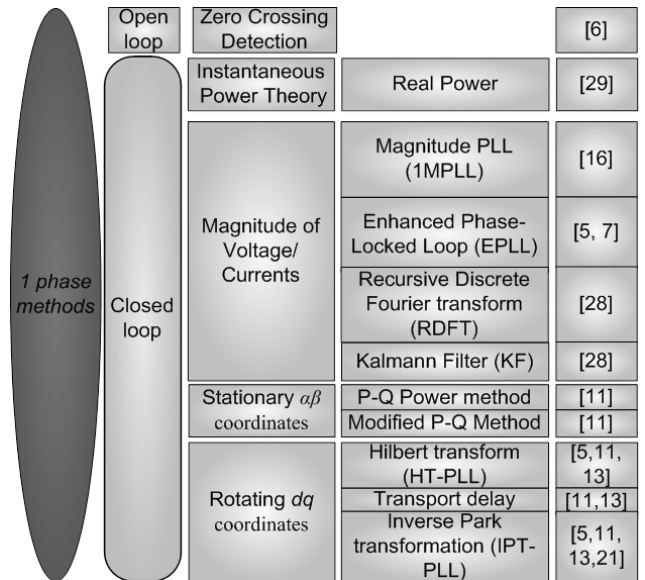 1 phase
methods
Open
loop
Zero Crossing
Detection
[6]
Closed
loop
Instantaneous
Power Theory
Real Power
[29]
Magnitude of
Voltage/
Currents
Magnitude PLL
(1MPLL)
[16]
Enhanced Phase-
Locked Loop (EPLL)
[5, 7]
Recursive Discrete
Fourier transform
(RDFT)
[28]
Kalmann Filter (KF)
[28]
Stationary αβ
coordinates
P-Q Power method
[11]
Modified P-Q Method
[11]
Rotating dq
coordinates
Hilbert transform
(HT-PLL)
[5,11,
13]
Transport delay
[11,13]
Inverse Park
transformation (IPT-
PLL)
[5,11,
13,21]